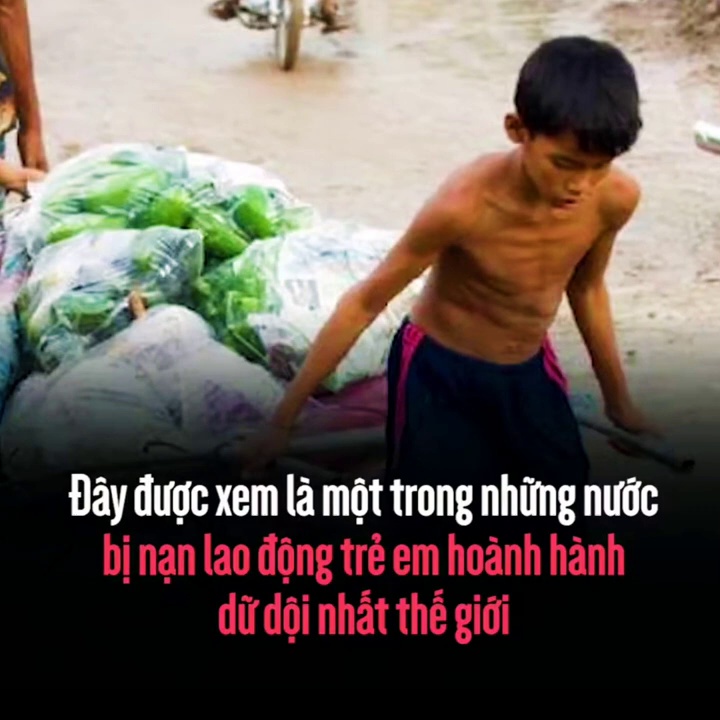 Đây được xem là một trong những nước
bị nạn lao động trẻ em hoành hành
dữ dội nhất thế giới